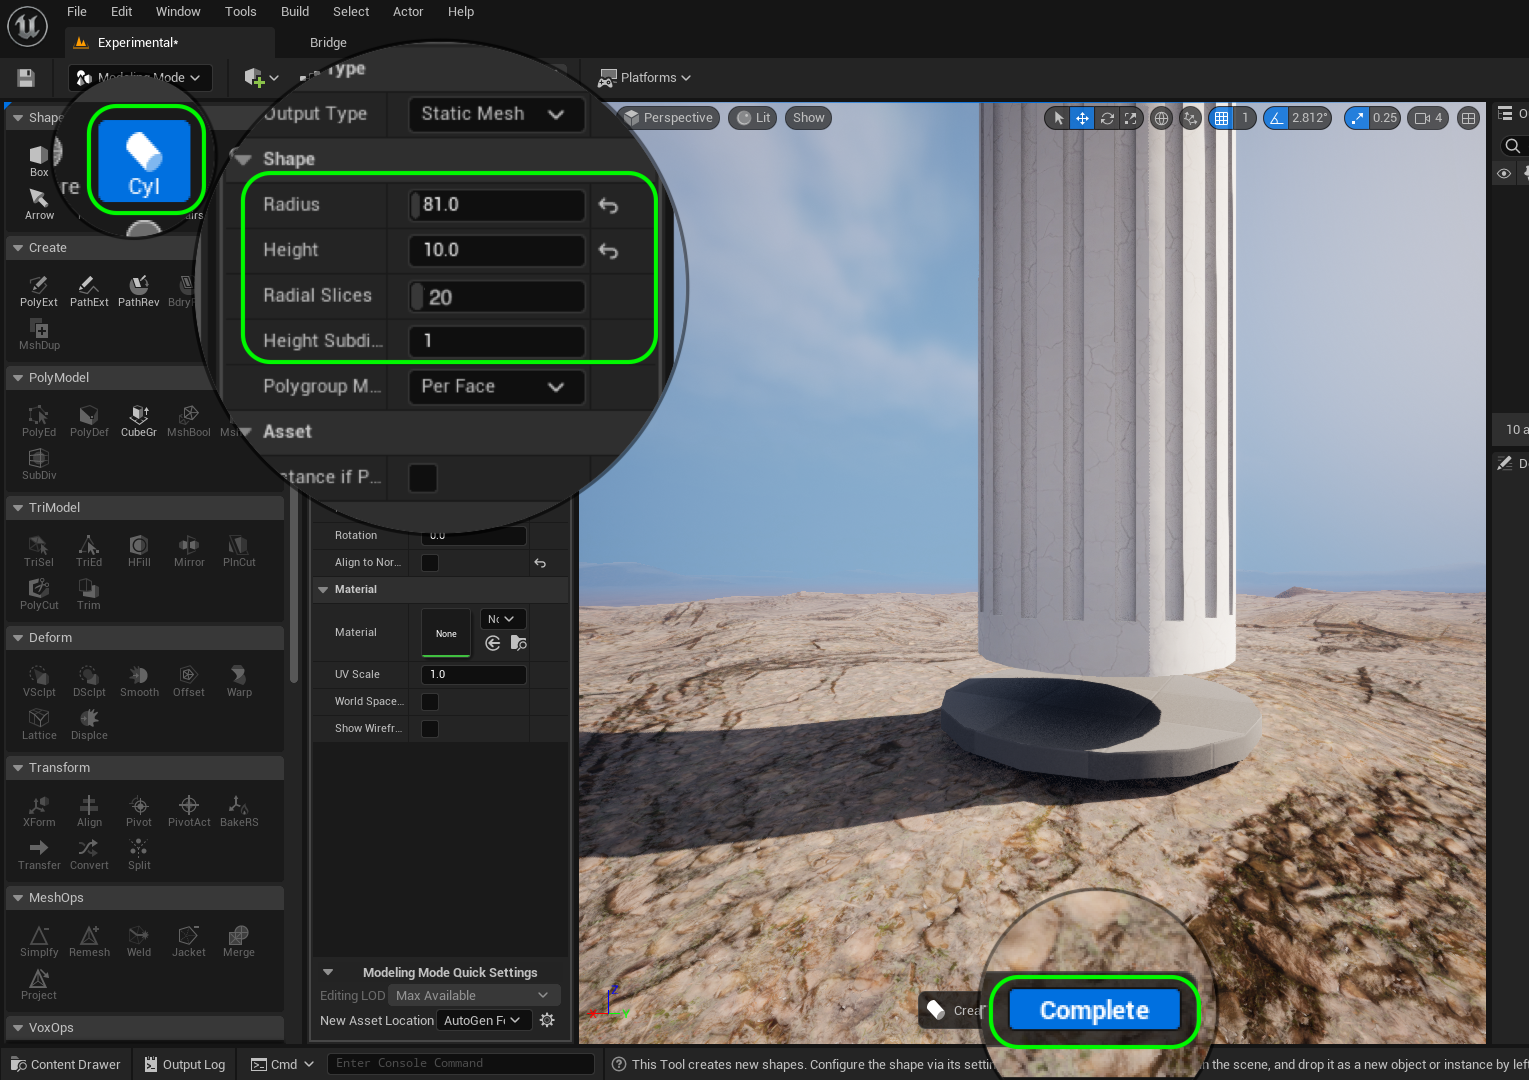 File Edit Window Tools Build Select Actor Help
Experimental*
Bridge
Modeling Mode
Platforms
Type
Output Type Static Mesh
Shape
Radius 81.0
Height 10.0
Radial Slices 20
Height Subdi... 1
Polygroup M... Per Face
Asset
stance if P...
Rotation 0.0
Align to Nor...
Material
Material None
UV Scale 1.0
World Space...
Show Wirefr...
Modeling Mode Quick Settings
Editing LOD Max Available
New Asset Location AutoGen F
Shape
Box
Cyl
re
Arrow
airs
Create
PolyExt PathExt PathRev
MshDup
PolyModel
PolyEd PolyDef CubeGr MshBool
SubDiv
TriModel
TriSel TriEd HFill Mirror PlnCut
PolyCut Trim
Deform
VSclpt DSclpt Smooth Offset Warp
Lattice Displce
Transform
XForm Align Pivot PivotAct BakeRS
Transfer Convert Split
MeshOps
Simplfy Remesh Weld Jacket Merge
Project
VoxOps
Perspective Lit Show
1 2.812° 0.25 4
10 a
Crea
Complete
Content Drawer Output Log Cmd Enter Console Command
This Tool creates new shapes. Configure the shape via its settin
n the scene, and drop it as a new object or instance by left